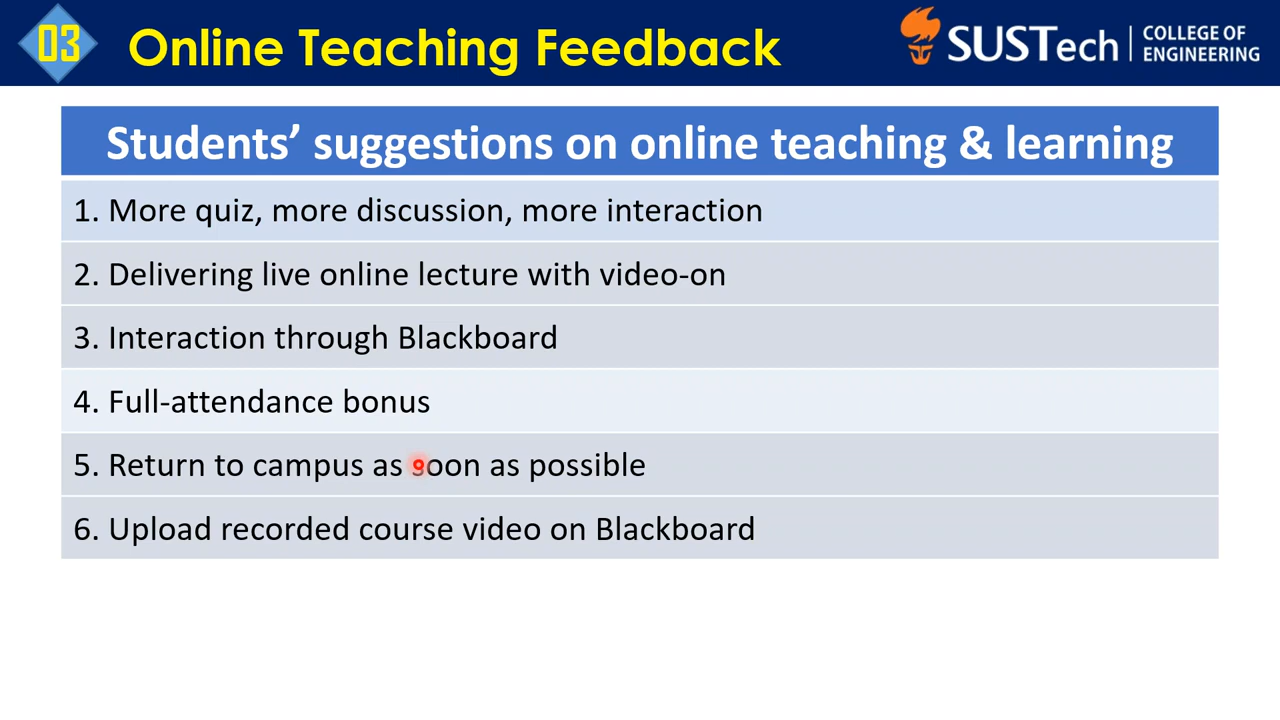 03
Online Teaching Feedback
SUSTech
COLLEGE OF
ENGINEERING
Students’ suggestions on online teaching & learning
1. More quiz, more discussion, more interaction
2. Delivering live online lecture with video-on
3. Interaction through Blackboard
4. Full-attendance bonus
5. Return to campus as soon as possible
6. Upload recorded course video on Blackboard